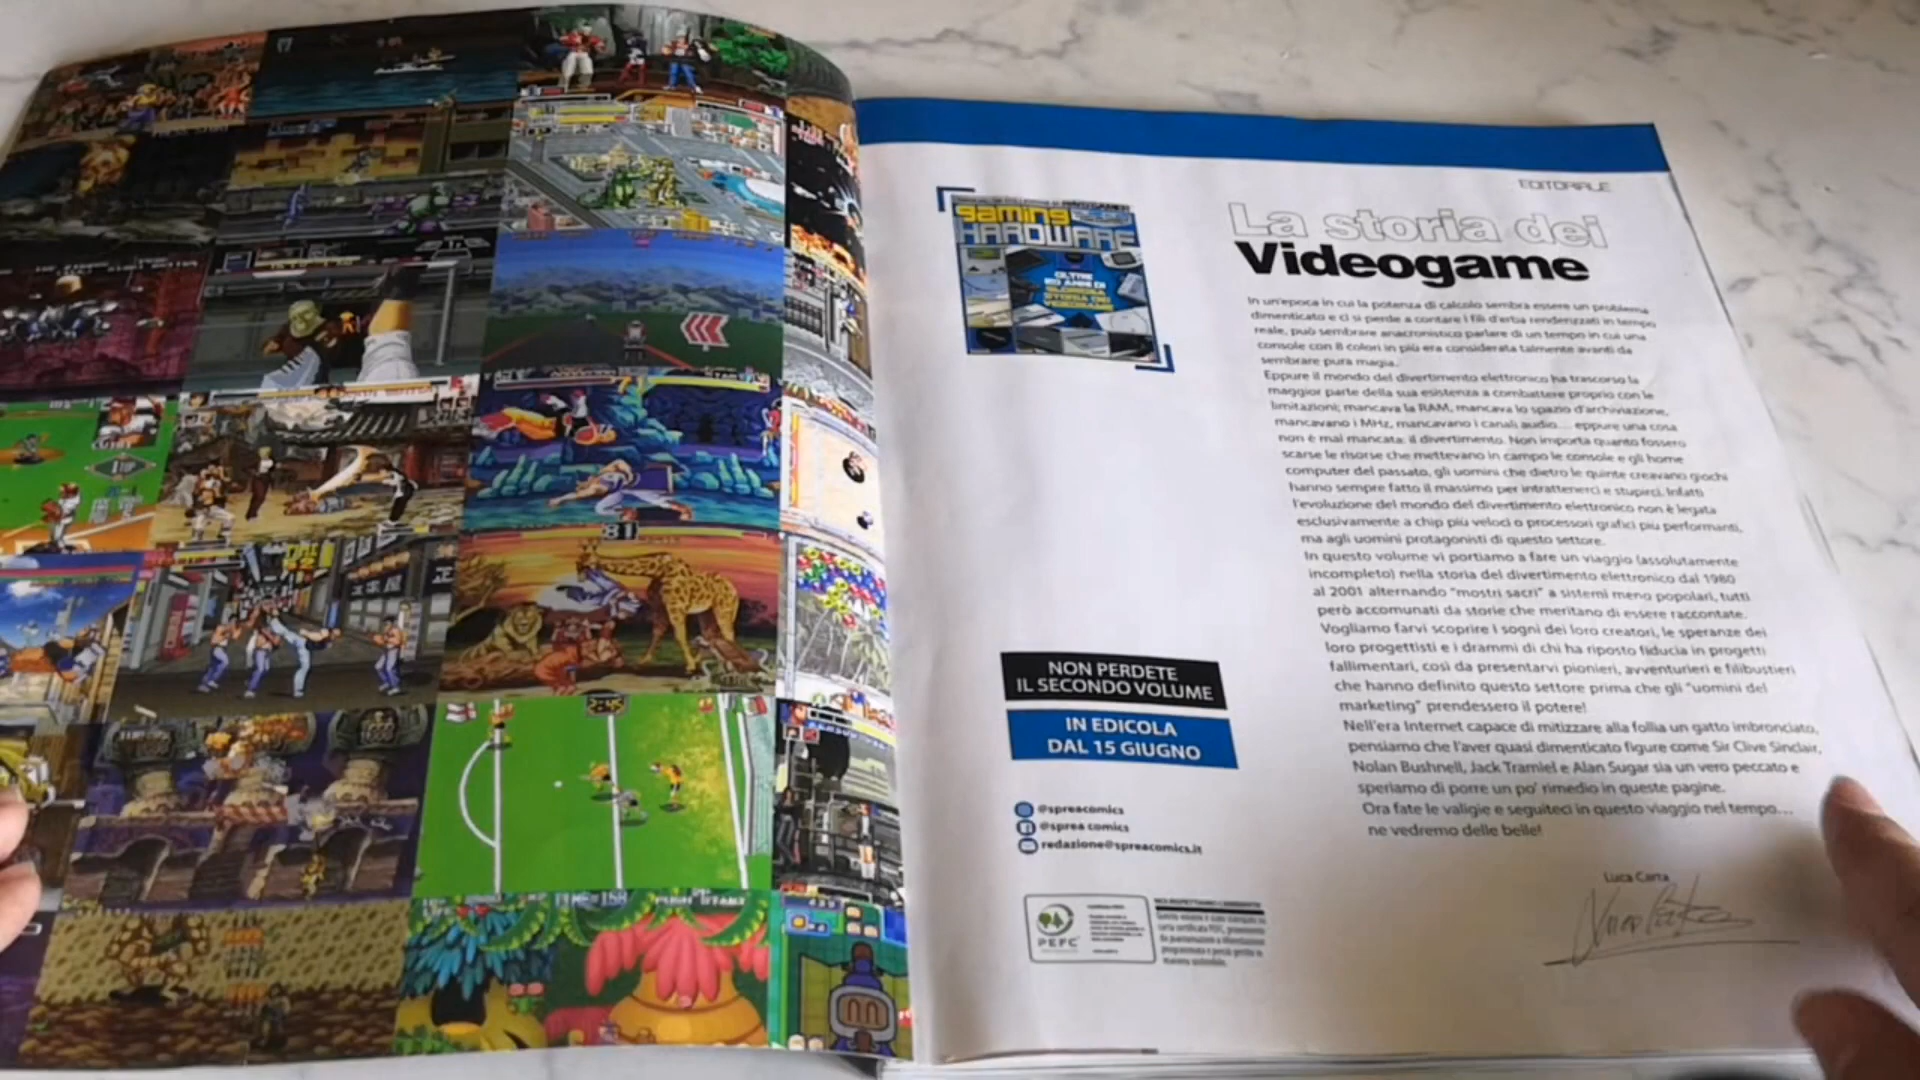 EDITORIALE
gaming
HARDWARE
OLTRE
20 ANNI DI
GLORIOSA
STORIA DEI
VIDEOGAME
La storia dei
Videogame
In un'epoca in cui la potenza di calcolo sembra essere un problema
dimenticato e ci si perde a contare i fili d'erba renderizzati in tempo
reale, può sembrare anacronistico parlare di un tempo in cui una
console con 8 colori in più era considerata talmente avanti da
sembrare pura magia.
Eppure il mondo del divertimento elettronico ha trascorso la
maggior parte della sua esistenza a combattere proprio con le
limitazioni; mancava la RAM, mancava lo spazio d'archiviazione,
mancavano i MHz, mancavano i canali audio.... eppure una cosa
non è mai mancata: il divertimento. Non importa quanto fossero
scarse le risorse che mettevano in campo le console e gli home
computer del passato, gli uomini che dietro le quinte creavano giochi
hanno sempre fatto il massimo per intrattenerci e stupirci. Infatti
l'evoluzione del mondo del divertimento elettronico non è legata
esclusivamente a chip più veloci o processori grafici più performanti,
ma agli uomini protagonisti di questo settore.
In questo volume vi portiamo a fare un viaggio (assolutamente
incompleto) nella storia del divertimento elettronico dal 1980
al 2001 alternando "mostri sacri" a sistemi meno popolari, tutti
però accomunati da storie che meritano di essere raccontate.
Vogliamo farvi scoprire i sogni dei loro creatori, le speranze dei
loro progettisti e i drammi di chi ha riposto fiducia in progetti
fallimentari, così da presentarvi pionieri, avventurieri e filibustieri
che hanno definito questo settore prima che gli "uomini del
marketing" prendessero il potere!
Nell'era Internet capace di mitizzare alla follia un gatto imbronciato,
pensiamo che l'aver quasi dimenticato figure come Sir Clive Sinclair,
Nolan Bushnell, Jack Tramiel e Alan Sugar sia un vero peccato e
speriamo di porre un po' rimedio in queste pagine.
Ora fate le valigie e seguiteci in questo viaggio nel tempo...
ne vedremo delle belle!
Luca Carta
NON PERDETE
IL SECONDO VOLUME
IN EDICOLA
DAL 15 GIUGNO
@spreacomics
@sprea comics
redazione@spreacomics.it
PEFC
81
2:45